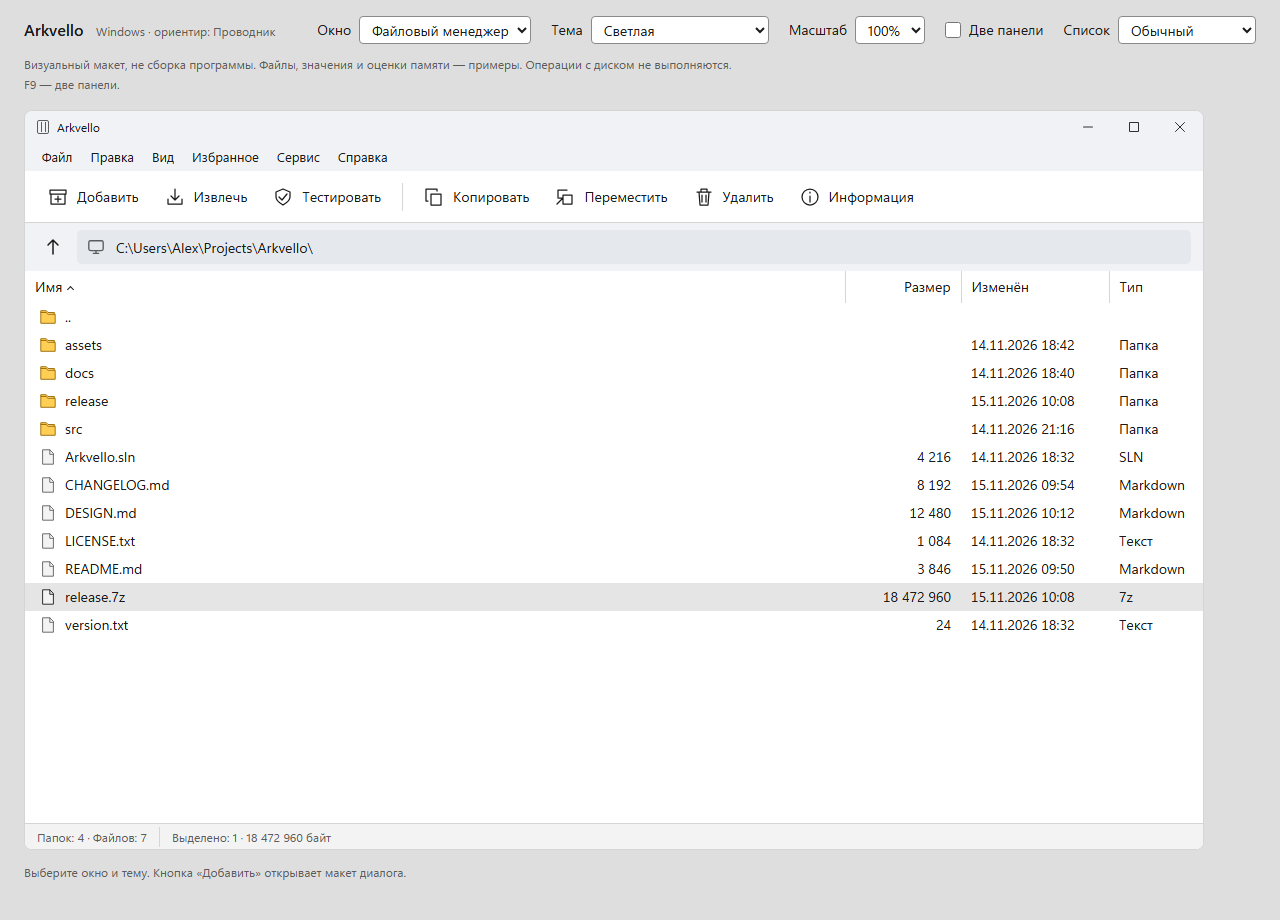 Arkvello Windows · ориентир: Проводник Окно Файловый менеджер Тема Светлая Масштаб 100% Две панели Список Обычный
Визуальный макет, не сборка программы. Файлы, значения и оценки памяти — примеры. Операции с диском не выполняются.
F9 — две панели.
Arkvello
Файл Правка Вид Избранное Сервис Справка
Добавить Извлечь Тестировать Копировать Переместить Удалить Информация
C:\Users\Alex\Projects\Arkvello\
Имя Размер Изменён Тип
..
assets 14.11.2026 18:42 Папка
docs 14.11.2026 18:40 Папка
release 15.11.2026 10:08 Папка
src 14.11.2026 21:16 Папка
Arkvello.sln 4 216 14.11.2026 18:32 SLN
CHANGELOG.md 8 192 15.11.2026 09:54 Markdown
DESIGN.md 12 480 15.11.2026 10:12 Markdown
LICENSE.txt 1 084 14.11.2026 18:32 Текст
README.md 3 846 15.11.2026 09:50 Markdown
release.7z 18 472 960 15.11.2026 10:08 7z
version.txt 24 14.11.2026 18:32 Текст
Папок: 4 · Файлов: 7 Выделено: 1 · 18 472 960 байт
Выберите окно и тему. Кнопка «Добавить» открывает макет диалога.